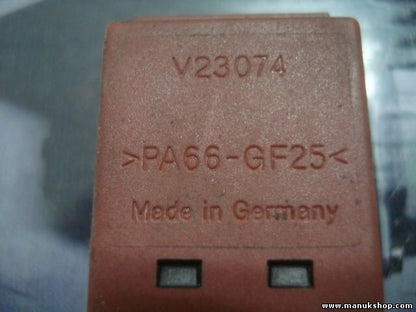 V23074
>PA66-GF25<
Made in Germany
www.manukshop.com